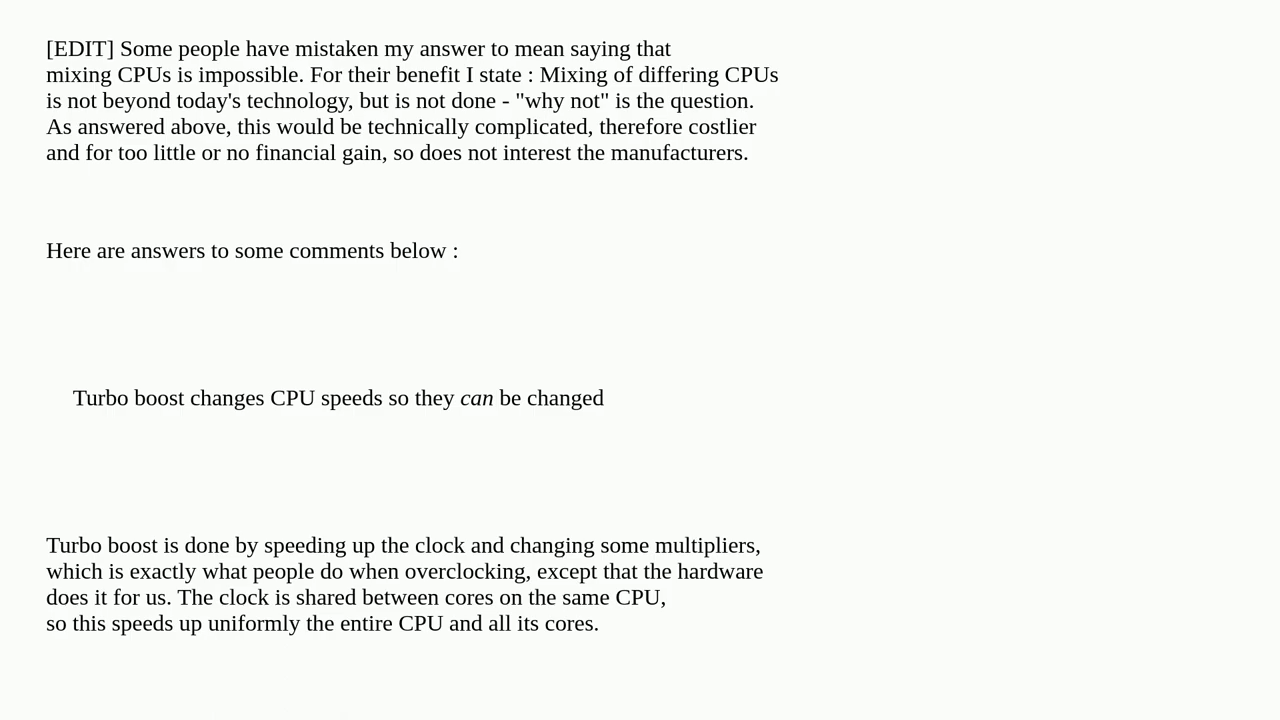 [EDIT] Some people have mistaken my answer to mean saying that
mixing CPUs is impossible. For their benefit I state : Mixing of differing CPUs
is not beyond today's technology, but is not done - "why not" is the question.
As answered above, this would be technically complicated, therefore costlier
and for too little or no financial gain, so does not interest the manufacturers.
Here are answers to some comments below :
Turbo boost changes CPU speeds so they can be changed
Turbo boost is done by speeding up the clock and changing some multipliers,
which is exactly what people do when overclocking, except that the hardware
does it for us. The clock is shared between cores on the same CPU,
so this speeds up uniformly the entire CPU and all its cores.